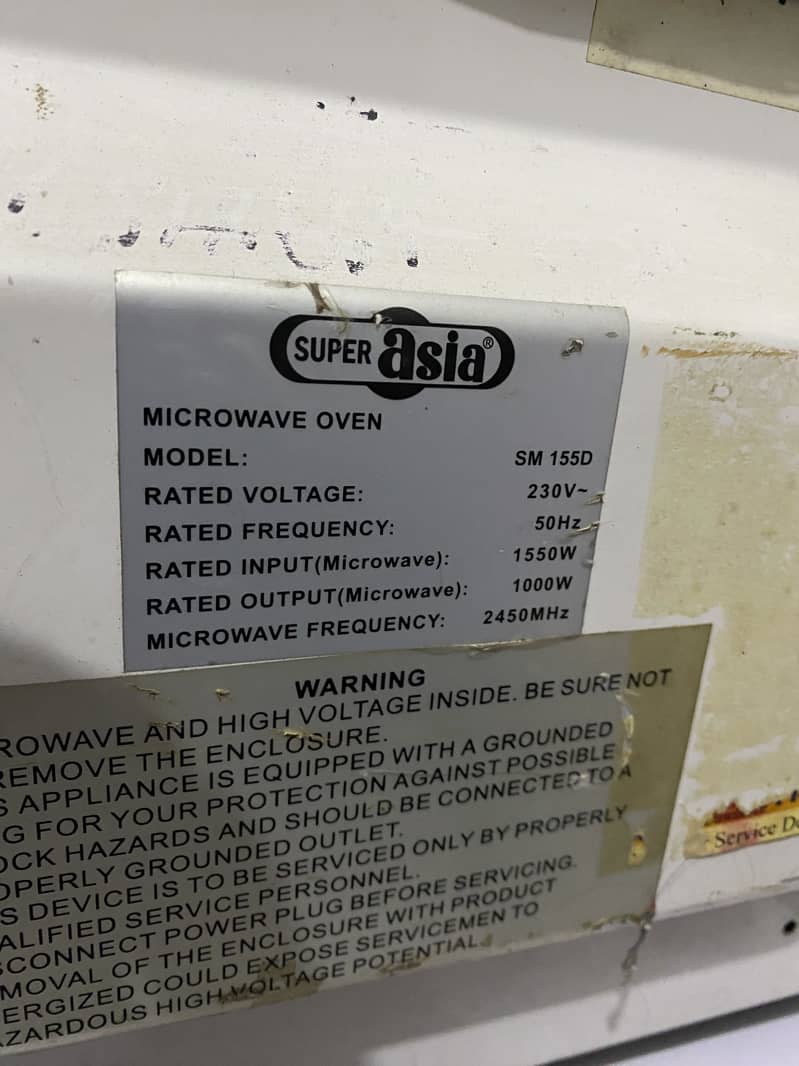 SUPER asia®
MICROWAVE OVEN
MODEL: SM 155D
RATED VOLTAGE: 230V~
RATED FREQUENCY: 50Hz
RATED INPUT(Microwave): 1550W
RATED OUTPUT(Microwave): 1000W
MICROWAVE FREQUENCY: 2450MHz
WARNING
ROWAVE AND HIGH VOLTAGE INSIDE. BE SURE NOT
REMOVE THE ENCLOSURE.
S APPLIANCE IS EQUIPPED WITH A GROUNDED
G FOR YOUR PROTECTION AGAINST POSSIBLE
OCK HAZARDS AND SHOULD BE CONNECTED TO A
OPERLY GROUNDED OUTLET.
S DEVICE IS TO BE SERVICED ONLY BY PROPERLY
ALIFIED SERVICE PERSONNEL.
SCONNECT POWER PLUG BEFORE SERVICING.
MOVAL OF THE ENCLOSURE WITH PRODUCT
ERGIZED COULD EXPOSE SERVICEMEN TO
AZARDOUS HIGH VOLTAGE POTENTIAL.
Service De